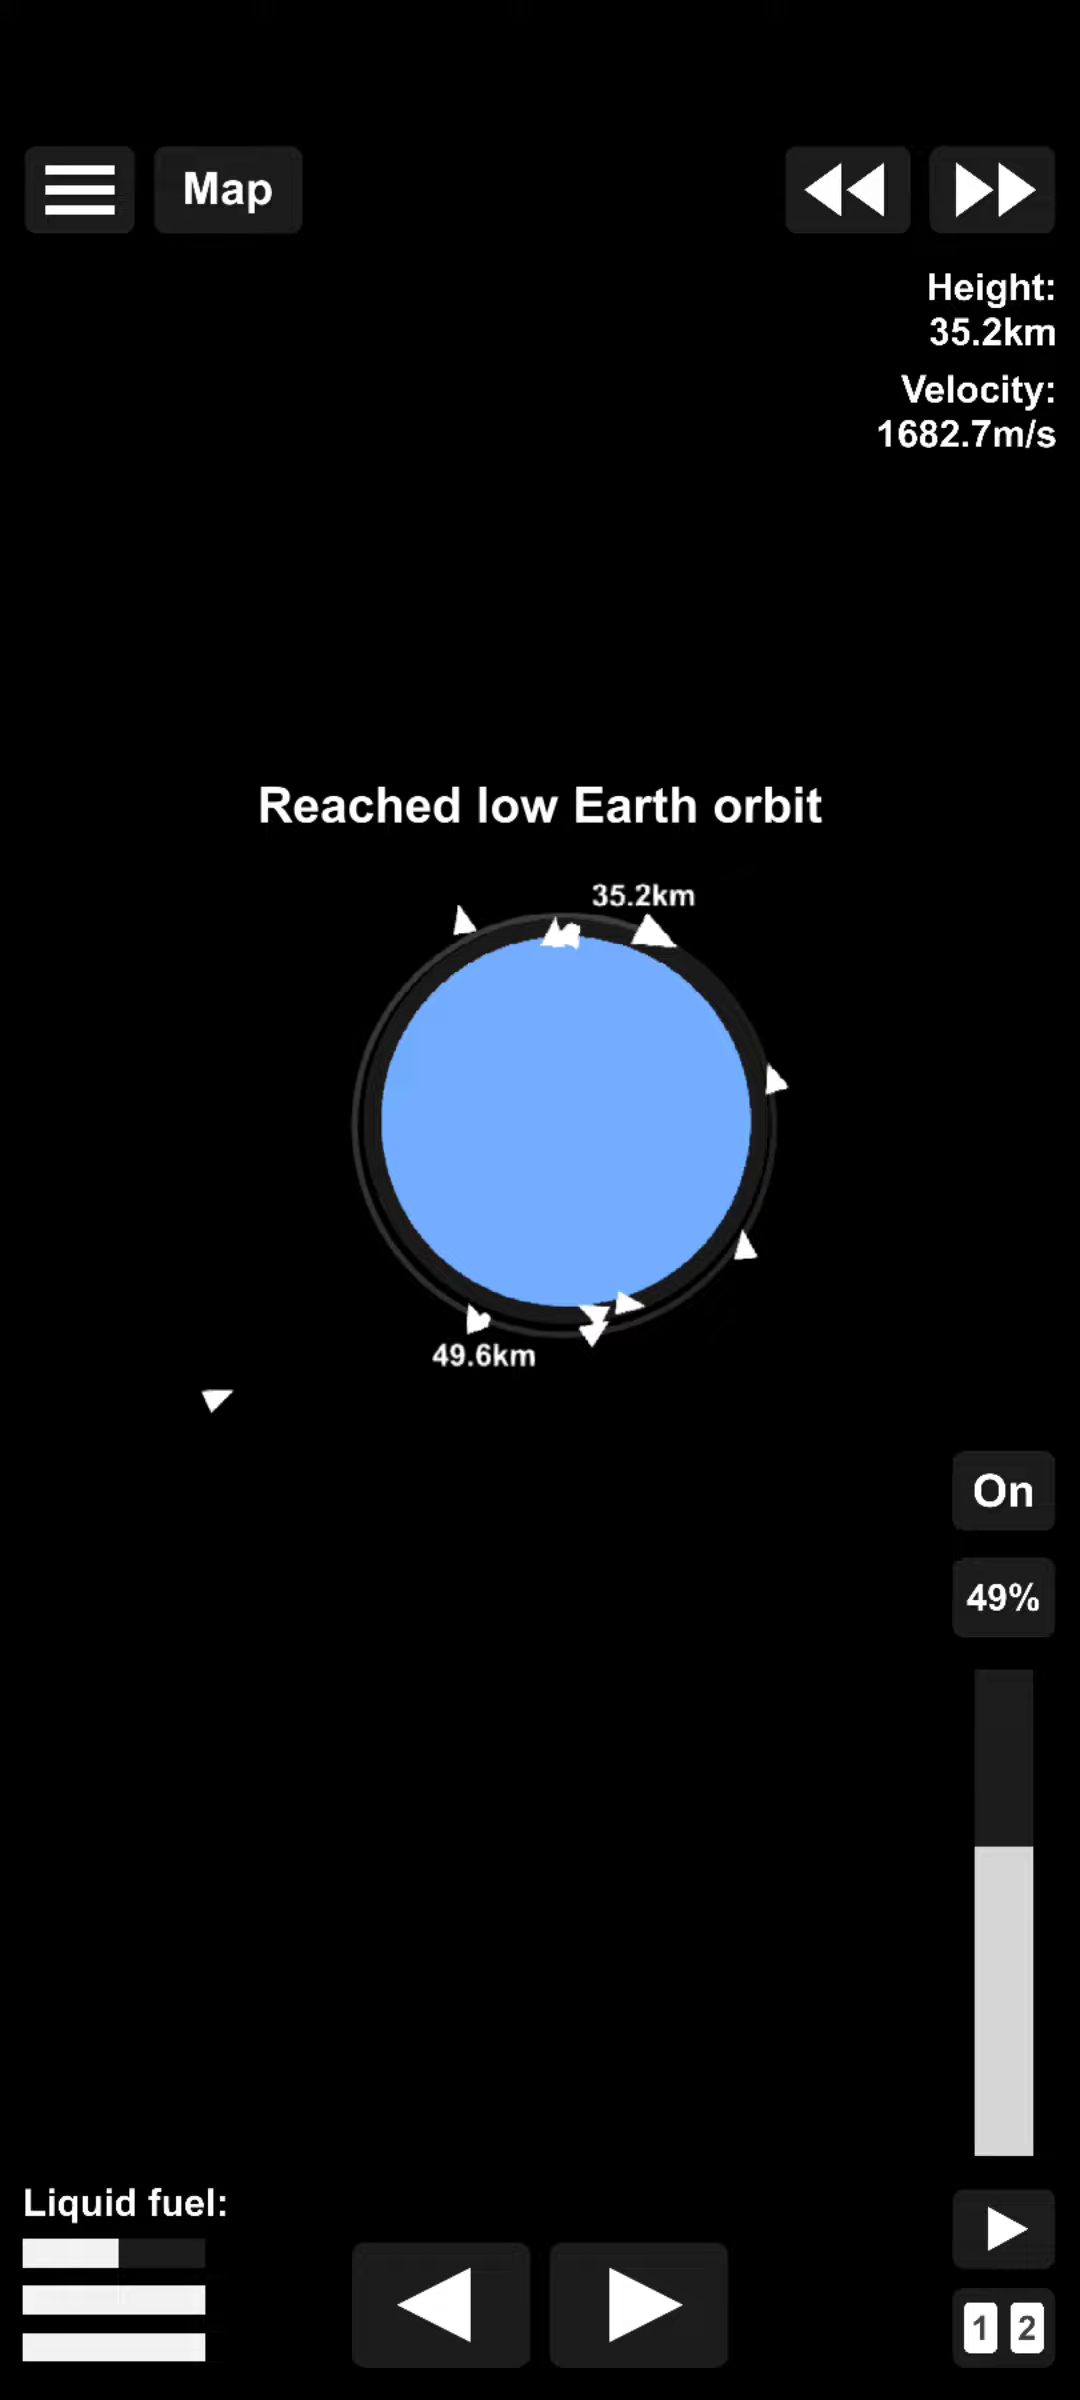 Map
Height:
35.2km
Velocity:
1682.7m/s
Reached low Earth orbit
35.2km
49.6km
On
49%
Liquid fuel:
1 2